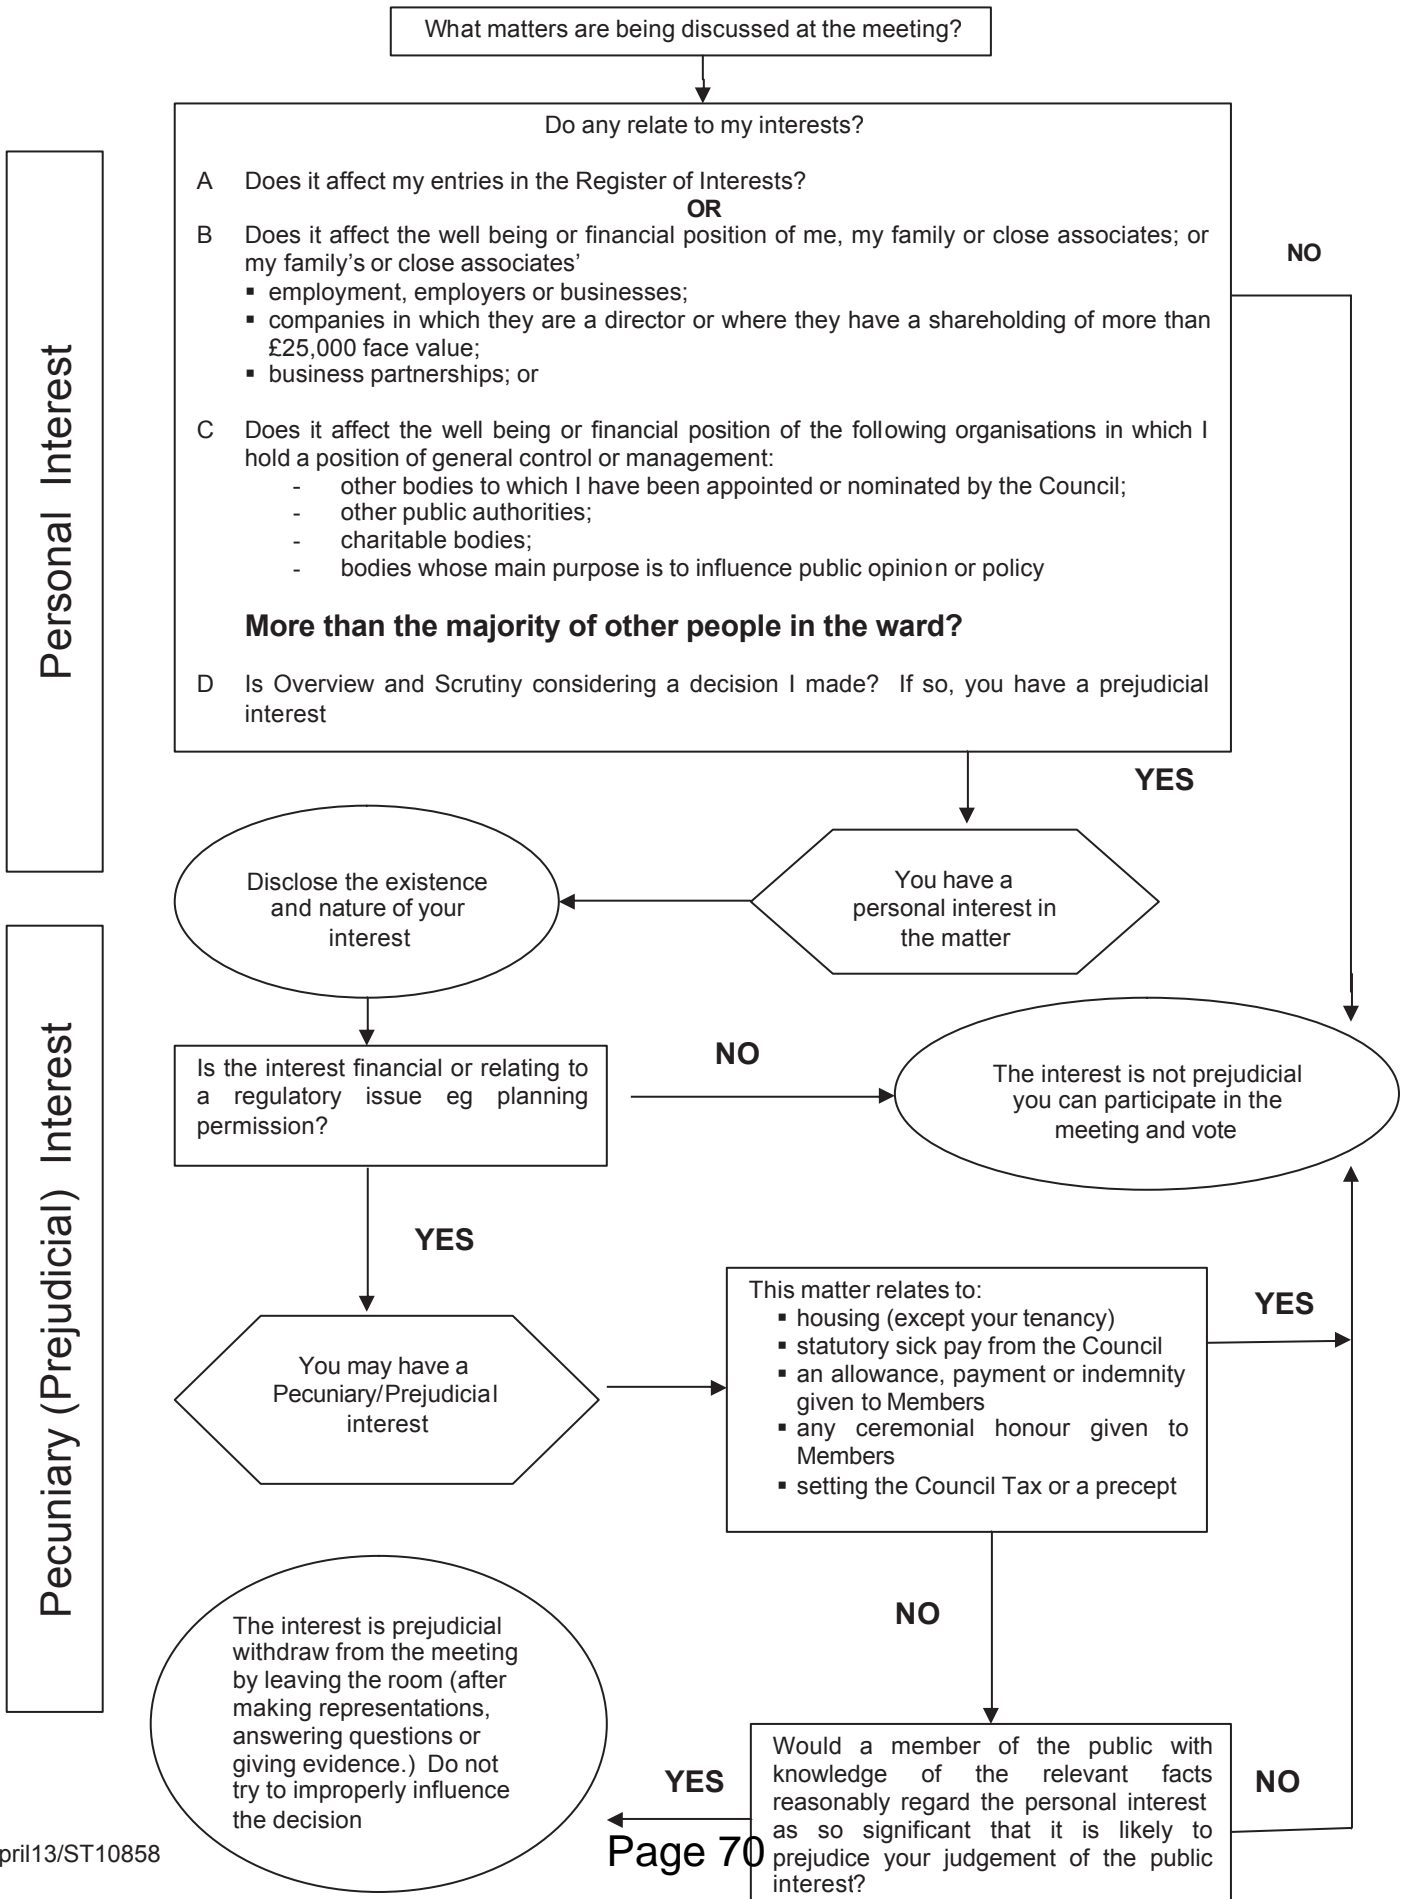 What matters are being discussed at the meeting?
Do any relate to my interests?
A Does it affect my entries in the Register of Interests?
OR
B Does it affect the well being or financial position of me, my family or close associates; or
my family's or close associates'
▪ employment, employers or businesses;
▪ companies in which they are a director or where they have a shareholding of more than
£25,000 face value;
▪ business partnerships; or
C Does it affect the well being or financial position of the following organisations in which I
hold a position of general control or management:
- other bodies to which I have been appointed or nominated by the Council;
- other public authorities;
- charitable bodies;
- bodies whose main purpose is to influence public opinion or policy
More than the majority of other people in the ward?
D Is Overview and Scrutiny considering a decision I made? If so, you have a prejudicial
interest
NO
Personal Interest
YES
You have a
personal interest in
the matter
Disclose the existence
and nature of your
interest
Pecuniary (Prejudicial) Interest
Is the interest financial or relating to
a regulatory issue eg planning
permission?
NO
The interest is not prejudicial
you can participate in the
meeting and vote
YES
You may have a
Pecuniary/Prejudicial
interest
This matter relates to:
▪ housing (except your tenancy)
▪ statutory sick pay from the Council
▪ an allowance, payment or indemnity
given to Members
▪ any ceremonial honour given to
Members
▪ setting the Council Tax or a precept
YES
NO
Would a member of the public with
knowledge of the relevant facts
reasonably regard the personal interest
as so significant that it is likely to
prejudice your judgement of the public
interest?
NO
YES
The interest is prejudicial
withdraw from the meeting
by leaving the room (after
making representations,
answering questions or
giving evidence.) Do not
try to improperly influence
the decision
pril13/ST10858
Page 70